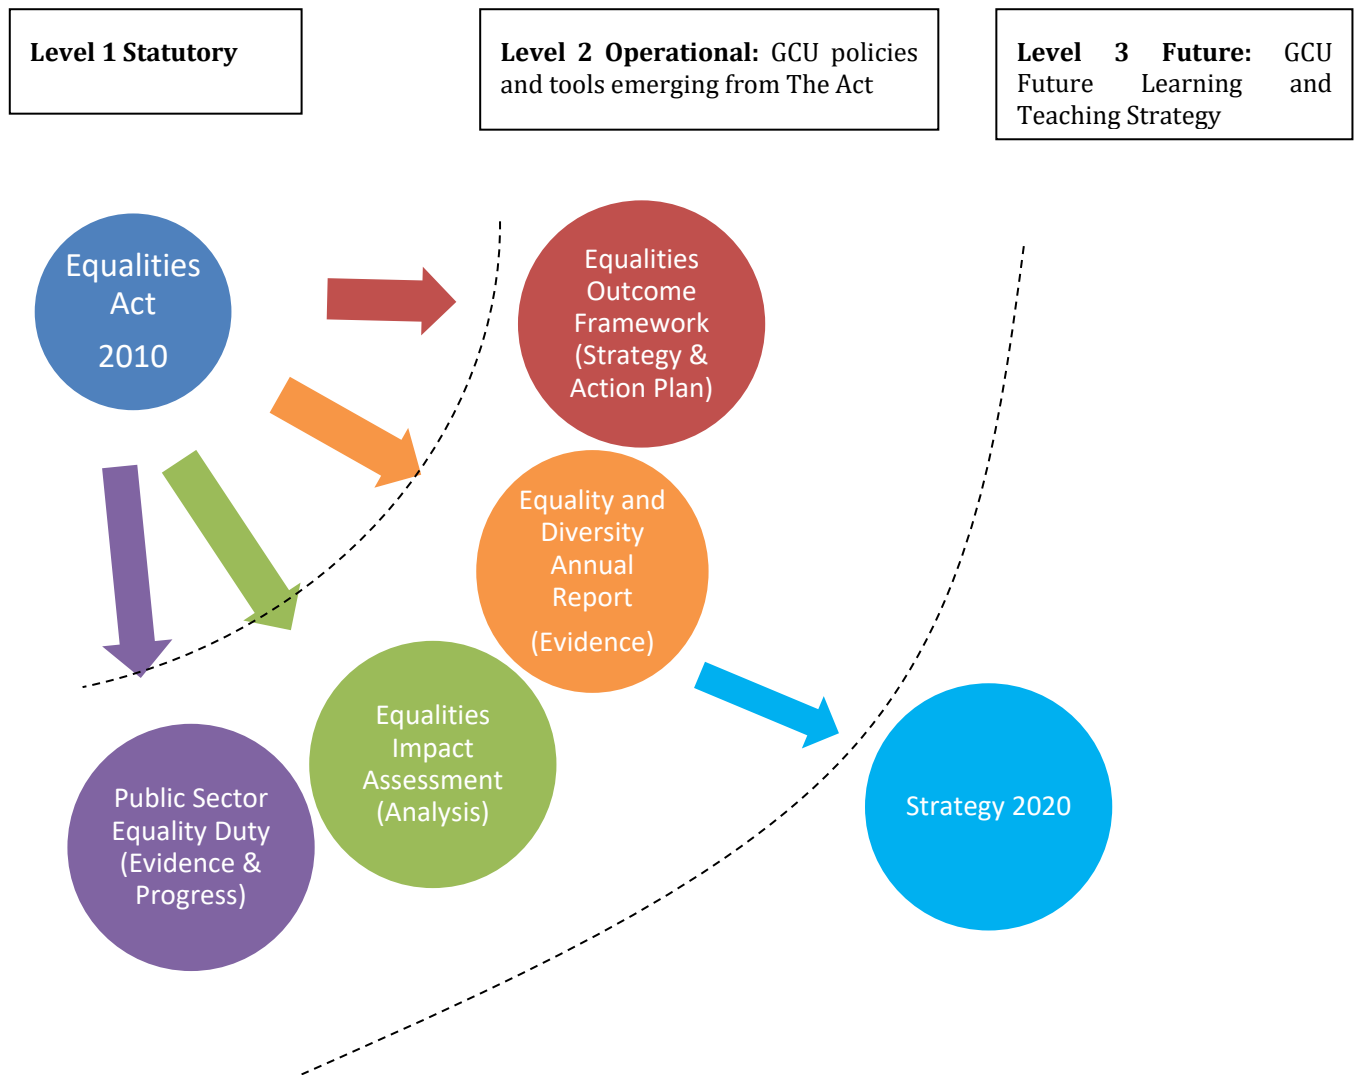 Level 1 Statutory
Level 2 Operational: GCU policies
and tools emerging from The Act
Level 3 Future: GCU
Future Learning and
Teaching Strategy
Equalities
Act
2010
Equalities
Outcome
Framework
(Strategy &
Action Plan)
Equality and
Diversity
Annual
Report
(Evidence)
Equalities
Impact
Assessment
(Analysis)
Public Sector
Equality Duty
(Evidence &
Progress)
Strategy 2020